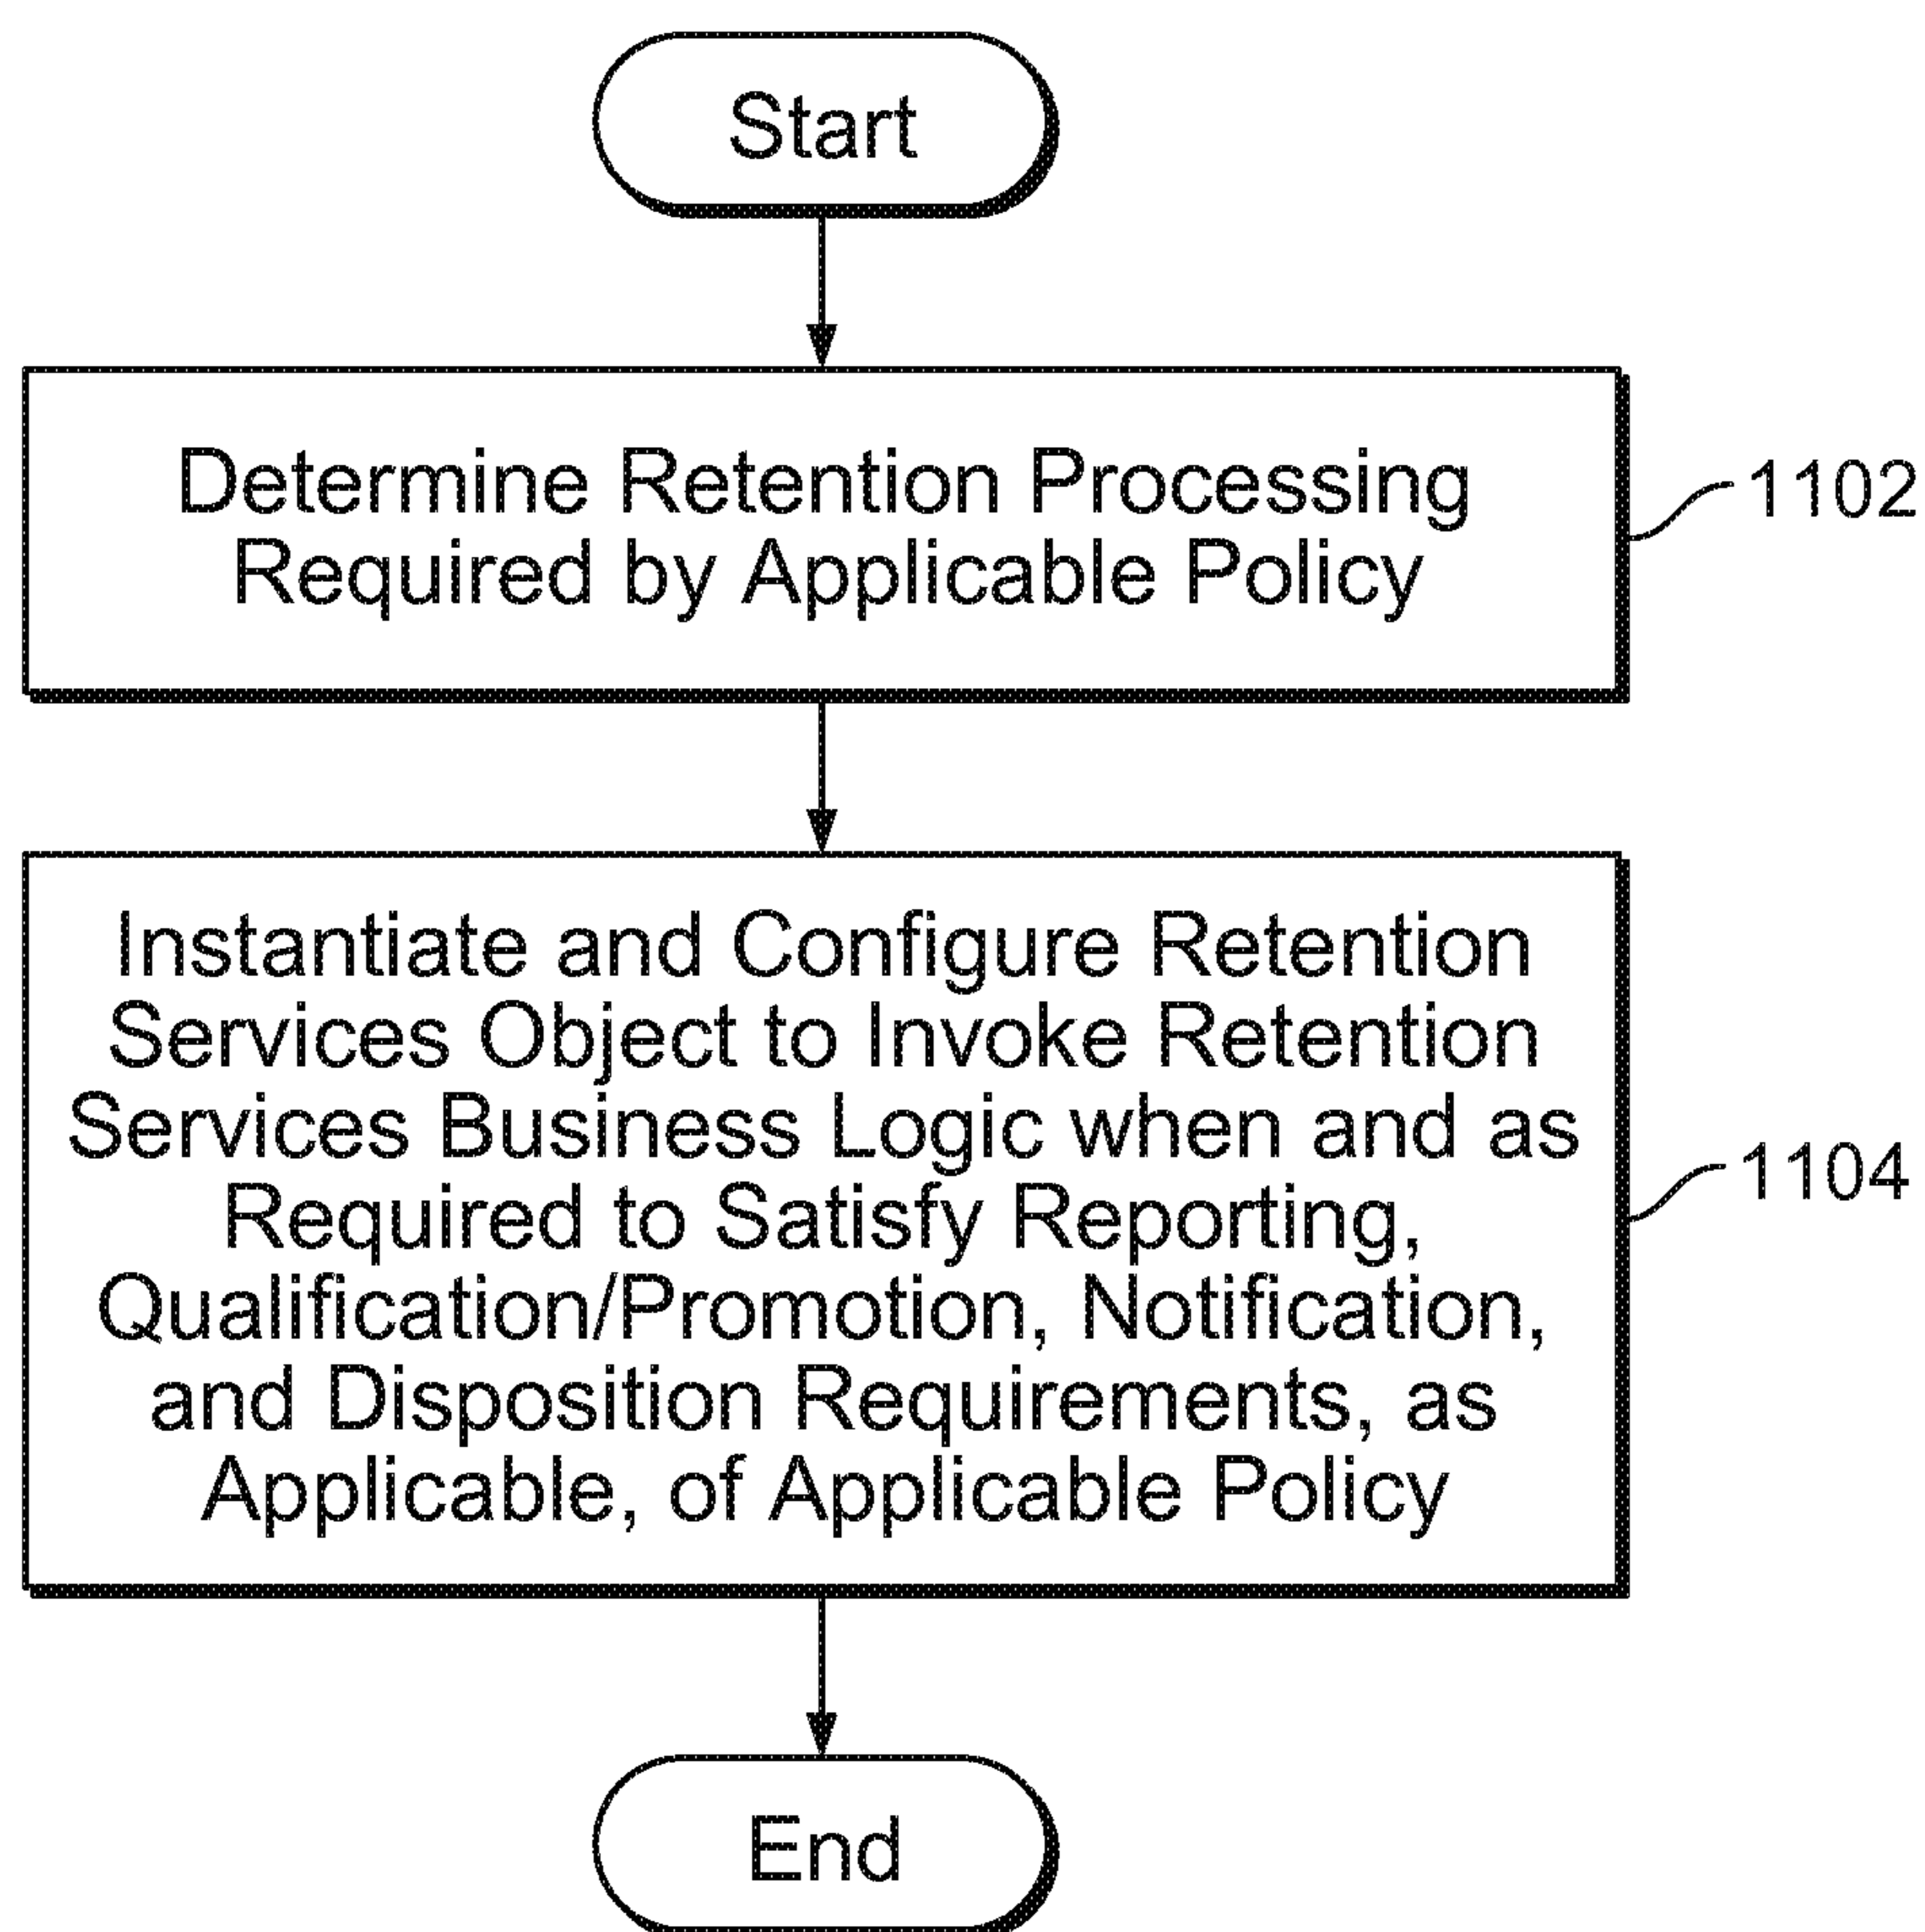 Start
Determine Retention Processing
Required by Applicable Policy
1102
Instantiate and Configure Retention
Services Object to Invoke Retention
Services Business Logic when and as
Required to Satisfy Reporting,
Qualification/Promotion, Notification,
and Disposition Requirements, as
Applicable, of Applicable Policy
1104
End